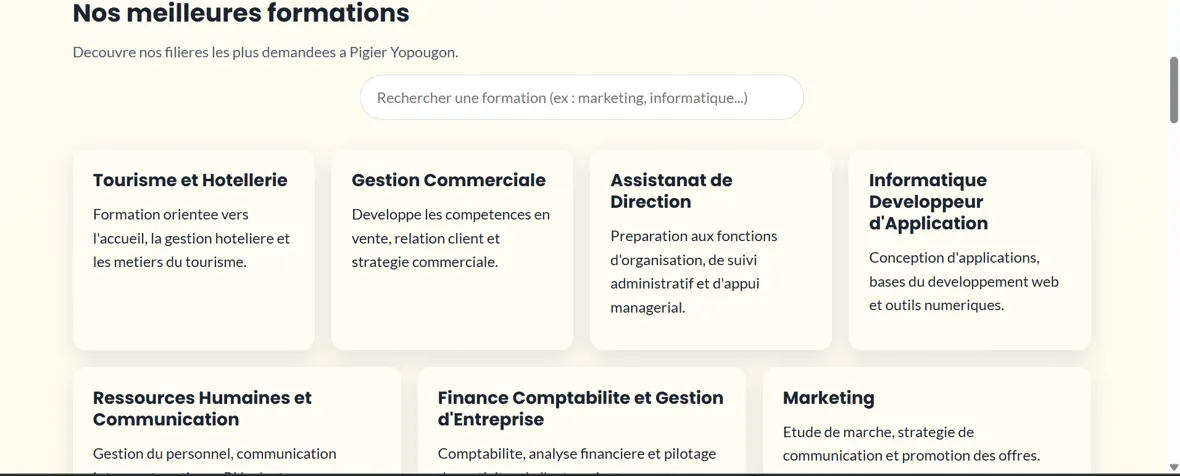 Nos meilleures formations
Decouvre nos filieres les plus demandees a Pigier Yopougon.
Rechercher une formation (ex : marketing, informatique...)
Tourisme et Hotellerie
Formation orientee vers
l'accueil, la gestion hoteliere et
les metiers du tourisme.
Gestion Commerciale
Developpe les competences en
vente, relation client et
strategie commerciale.
Assistanat de
Direction
Preparation aux fonctions
d'organisation, de suivi
administratif et d'appui
managerial.
Informatique
Developpeur
d'Application
Conception d'applications,
bases du developpement web
et outils numeriques.
Ressources Humaines et
Communication
Gestion du personnel, communication
Finance Comptabilite et Gestion
d'Entreprise
Comptabilite, analyse financiere et pilotage
Marketing
Etude de marche, strategie de
communication et promotion des offres.